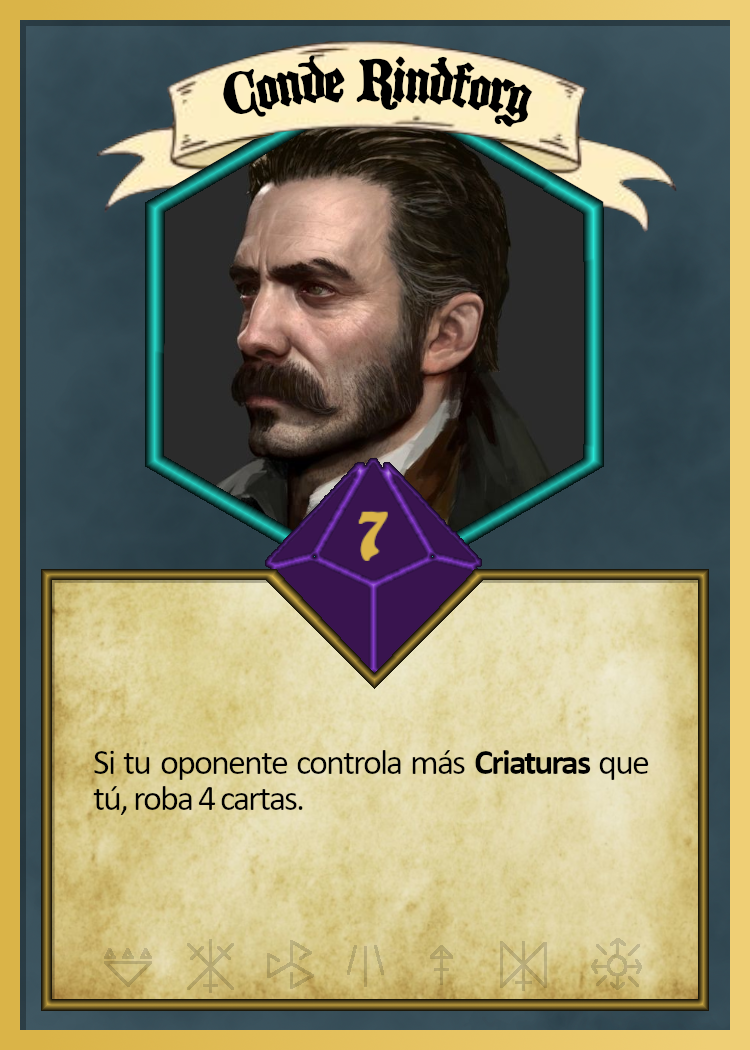 Conde Rindforg
7
Si tu oponente controla más Criaturas que
tú, roba 4 cartas.